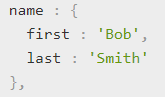 name : {
  first : 'Bob',
  last : 'Smith'
},